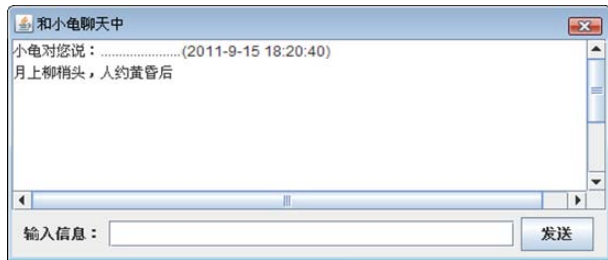 和小龟聊天中
小龟对您说：......................(2011-9-15 18:20:40)
月上柳梢头，人约黄昏后
输入信息：
发送